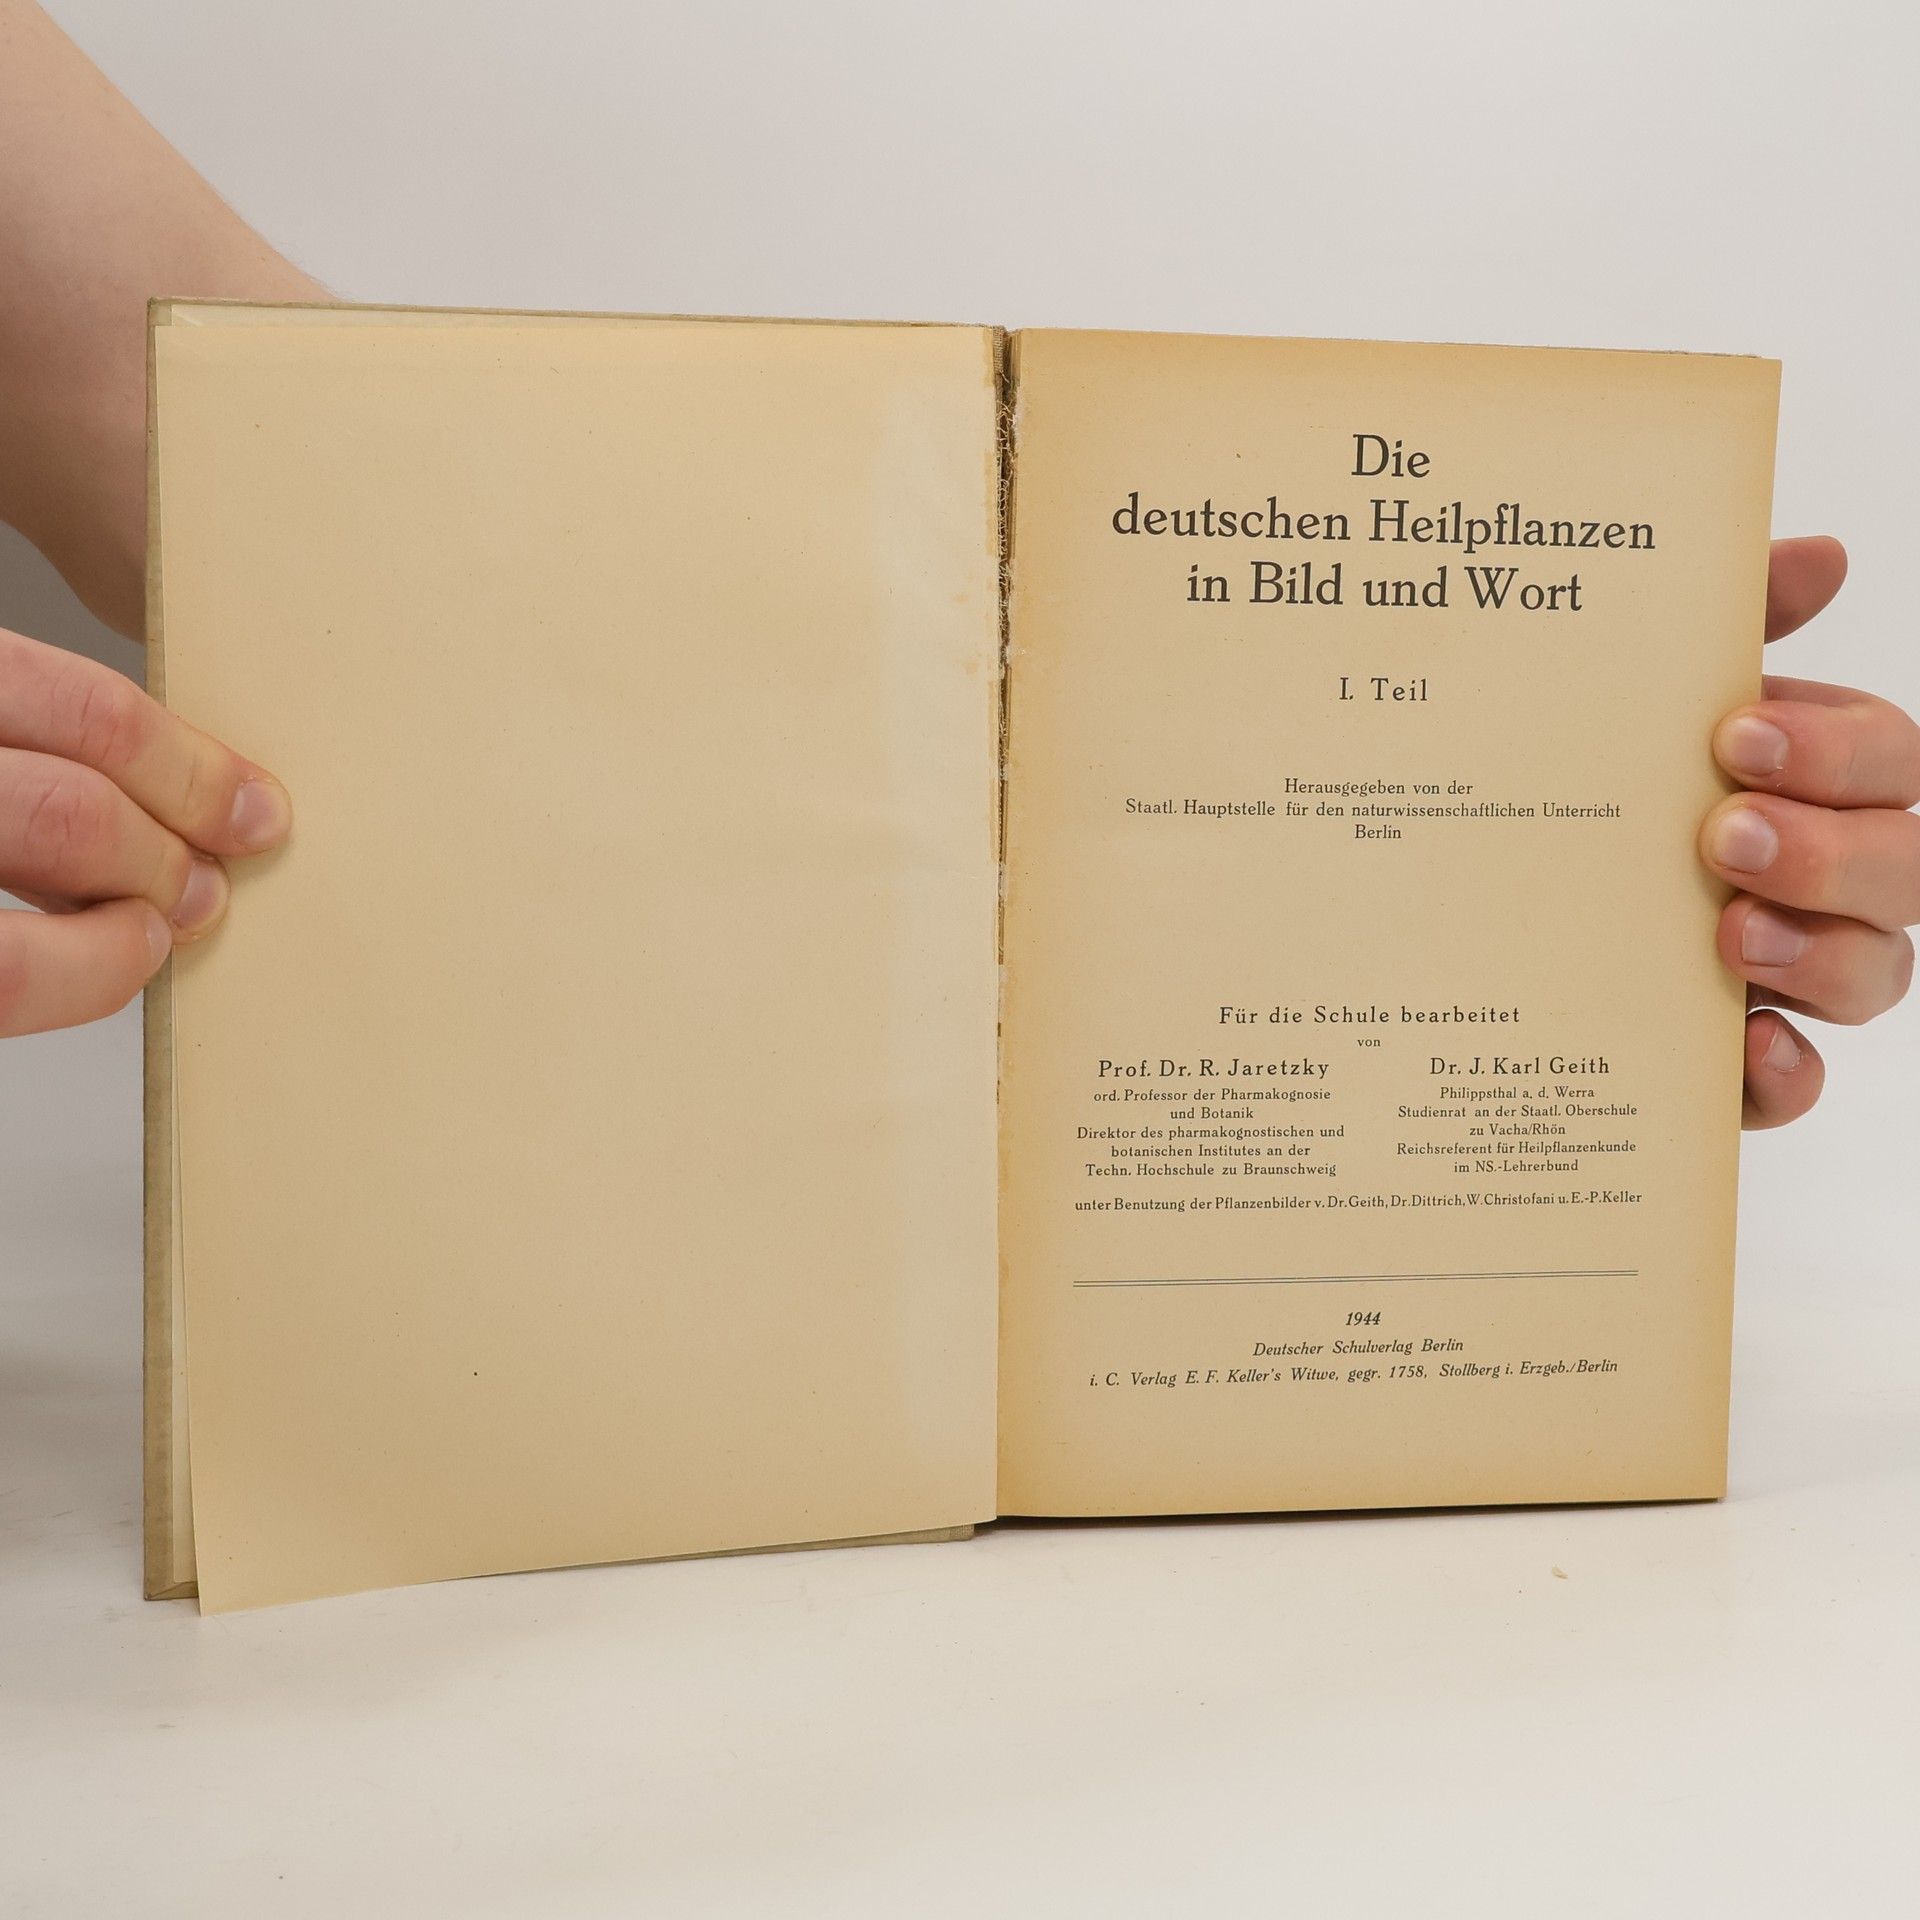 Die
deutschen Heilpflanzen
in Bild und Wort
I. Teil
Herausgegeben von der
Staatl. Hauptstelle für den naturwissenschaftlichen Unterricht
Berlin
Für die Schule bearbeitet
von
Prof. Dr. R. Jaretzky
ord. Professor der Pharmakognosie
und Botanik
Direktor des pharmakognostischen und
botanischen Institutes an der
Techn. Hochschule zu Braunschweig
Dr. J. Karl Geith
Philippsthal a. d. Werra
Studienrat an der Staatl. Oberschule
zu Vacha/Rhön
Reichsreferent für Heilpflanzenkunde
im NS.-Lehrerbund
unter Benutzung der Pflanzenbilder v. Dr. Geith, Dr. Dittrich, W. Christofani u. E.-P. Keller
1944
Deutscher Schulverlag Berlin
i. C. Verlag E. F. Keller's Witwe, gegr. 1758, Stollberg i. Erzgeb./Berlin